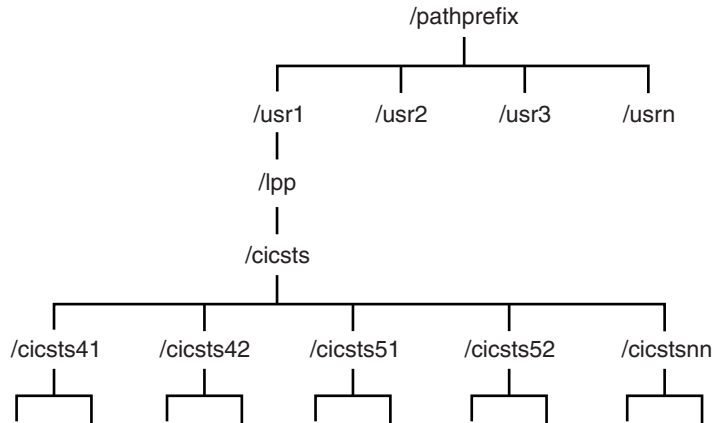 /pathprefix
/usr1 /usr2 /usr3 /usrn
/lpp
/cicsts
/cicsts41 /cicsts42 /cicsts51 /cicsts52 /cicstsnn